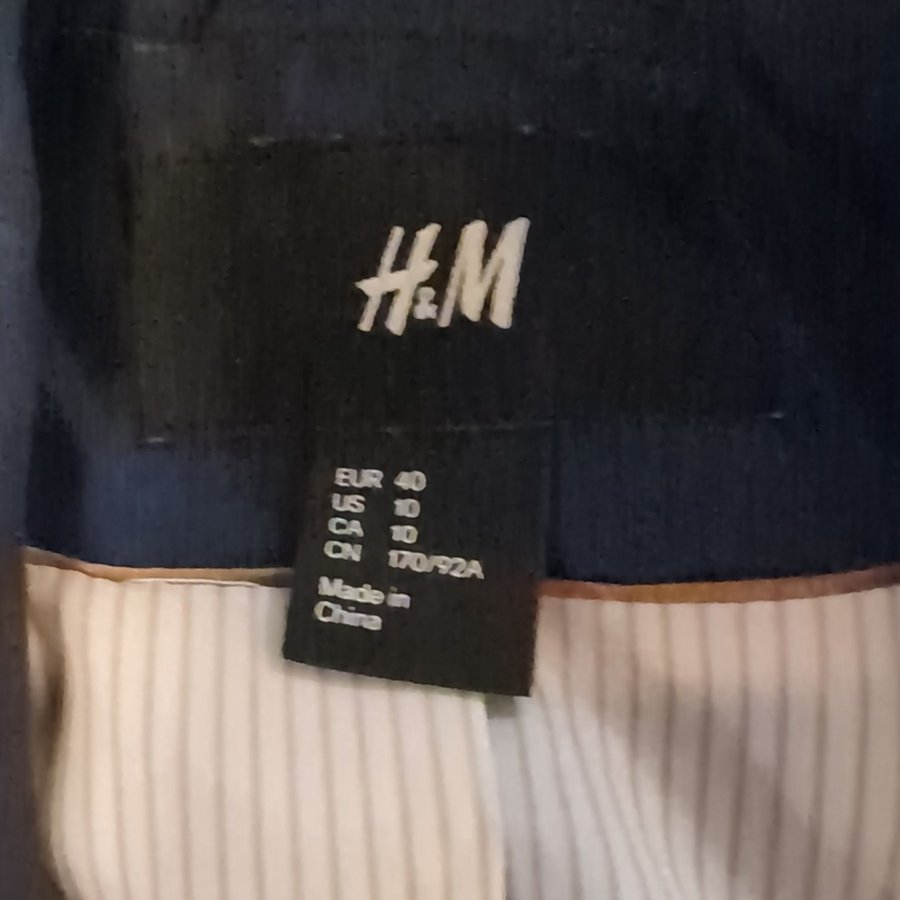 H&M
EUR 40
US 10
CA 10
CN 170/92A
Made in
China